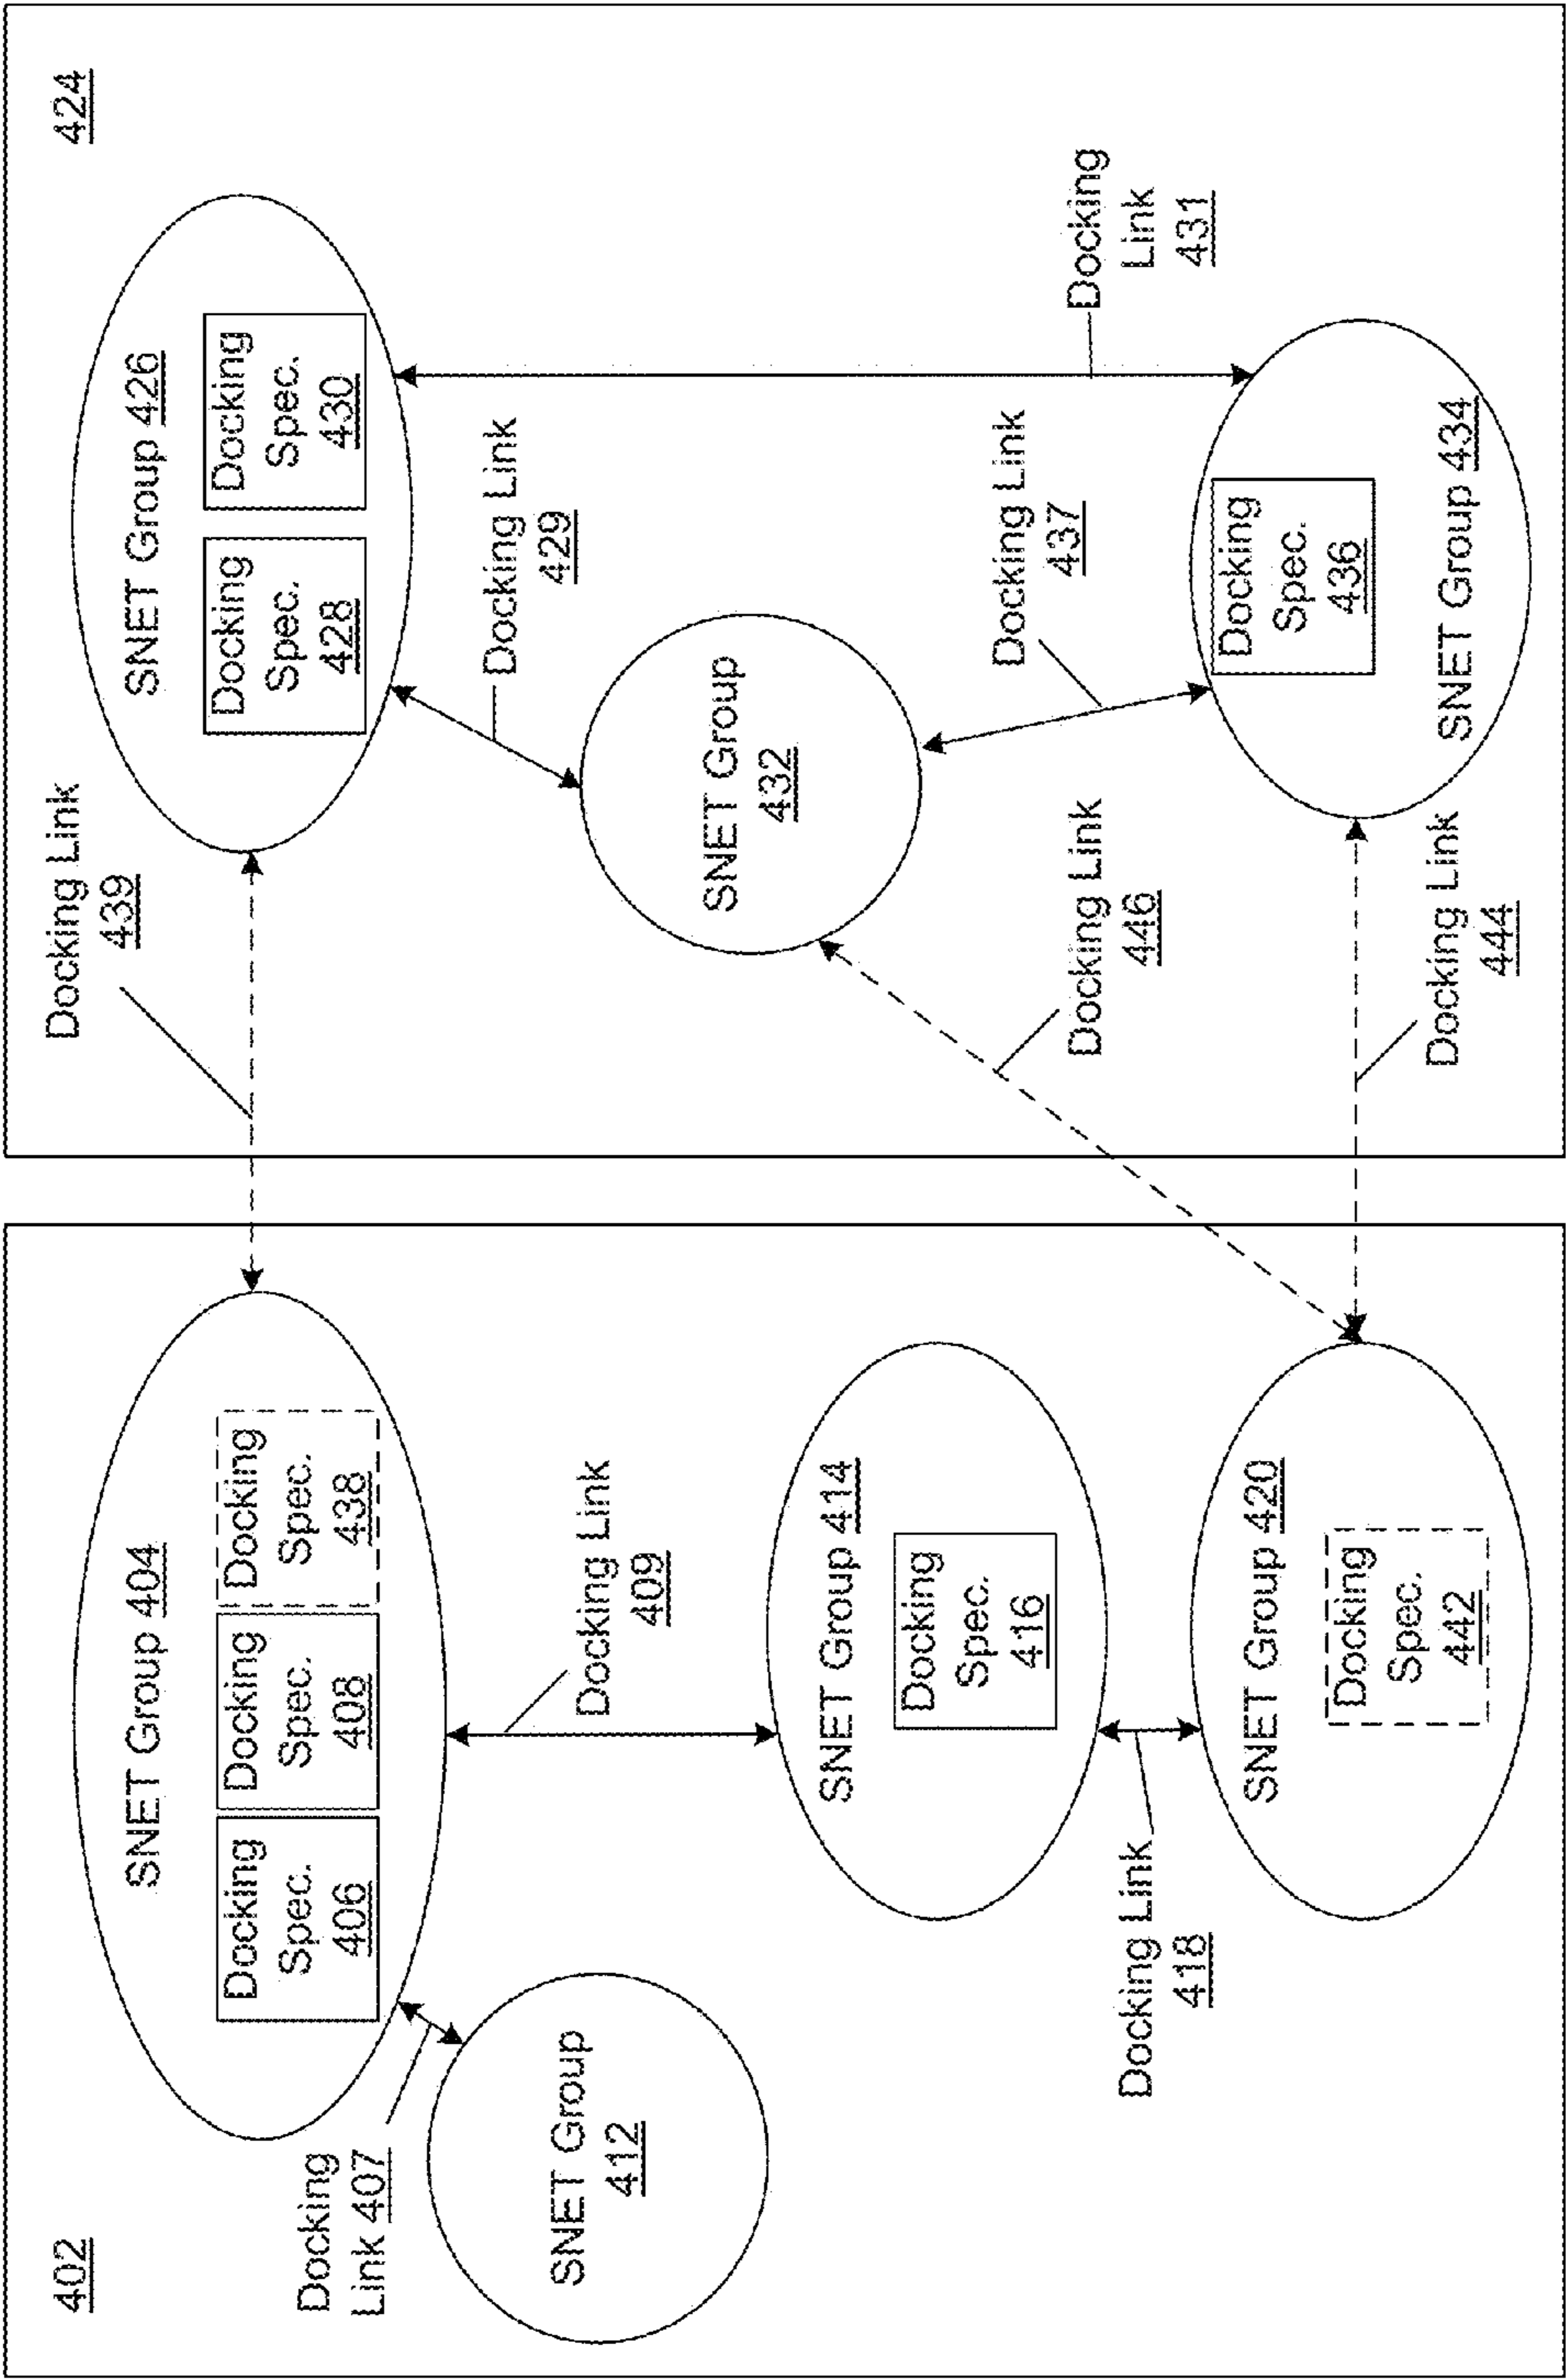 402
SNET Group 404
Docking
Spec.
406
Docking
Spec.
408
Docking
Spec.
438
Docking
Link 407
SNET Group
412
Docking Link
409
SNET Group 414
Docking
Spec.
416
Docking Link
418
SNET Group 420
Docking
Spec.
442
424
Docking Link
439
SNET Group 426
Docking
Spec.
428
Docking
Spec.
430
Docking Link
429
SNET Group
432
Docking
Link
431
Docking Link
437
Docking Link
446
Docking
Spec.
436
SNET Group 434
Docking Link
444